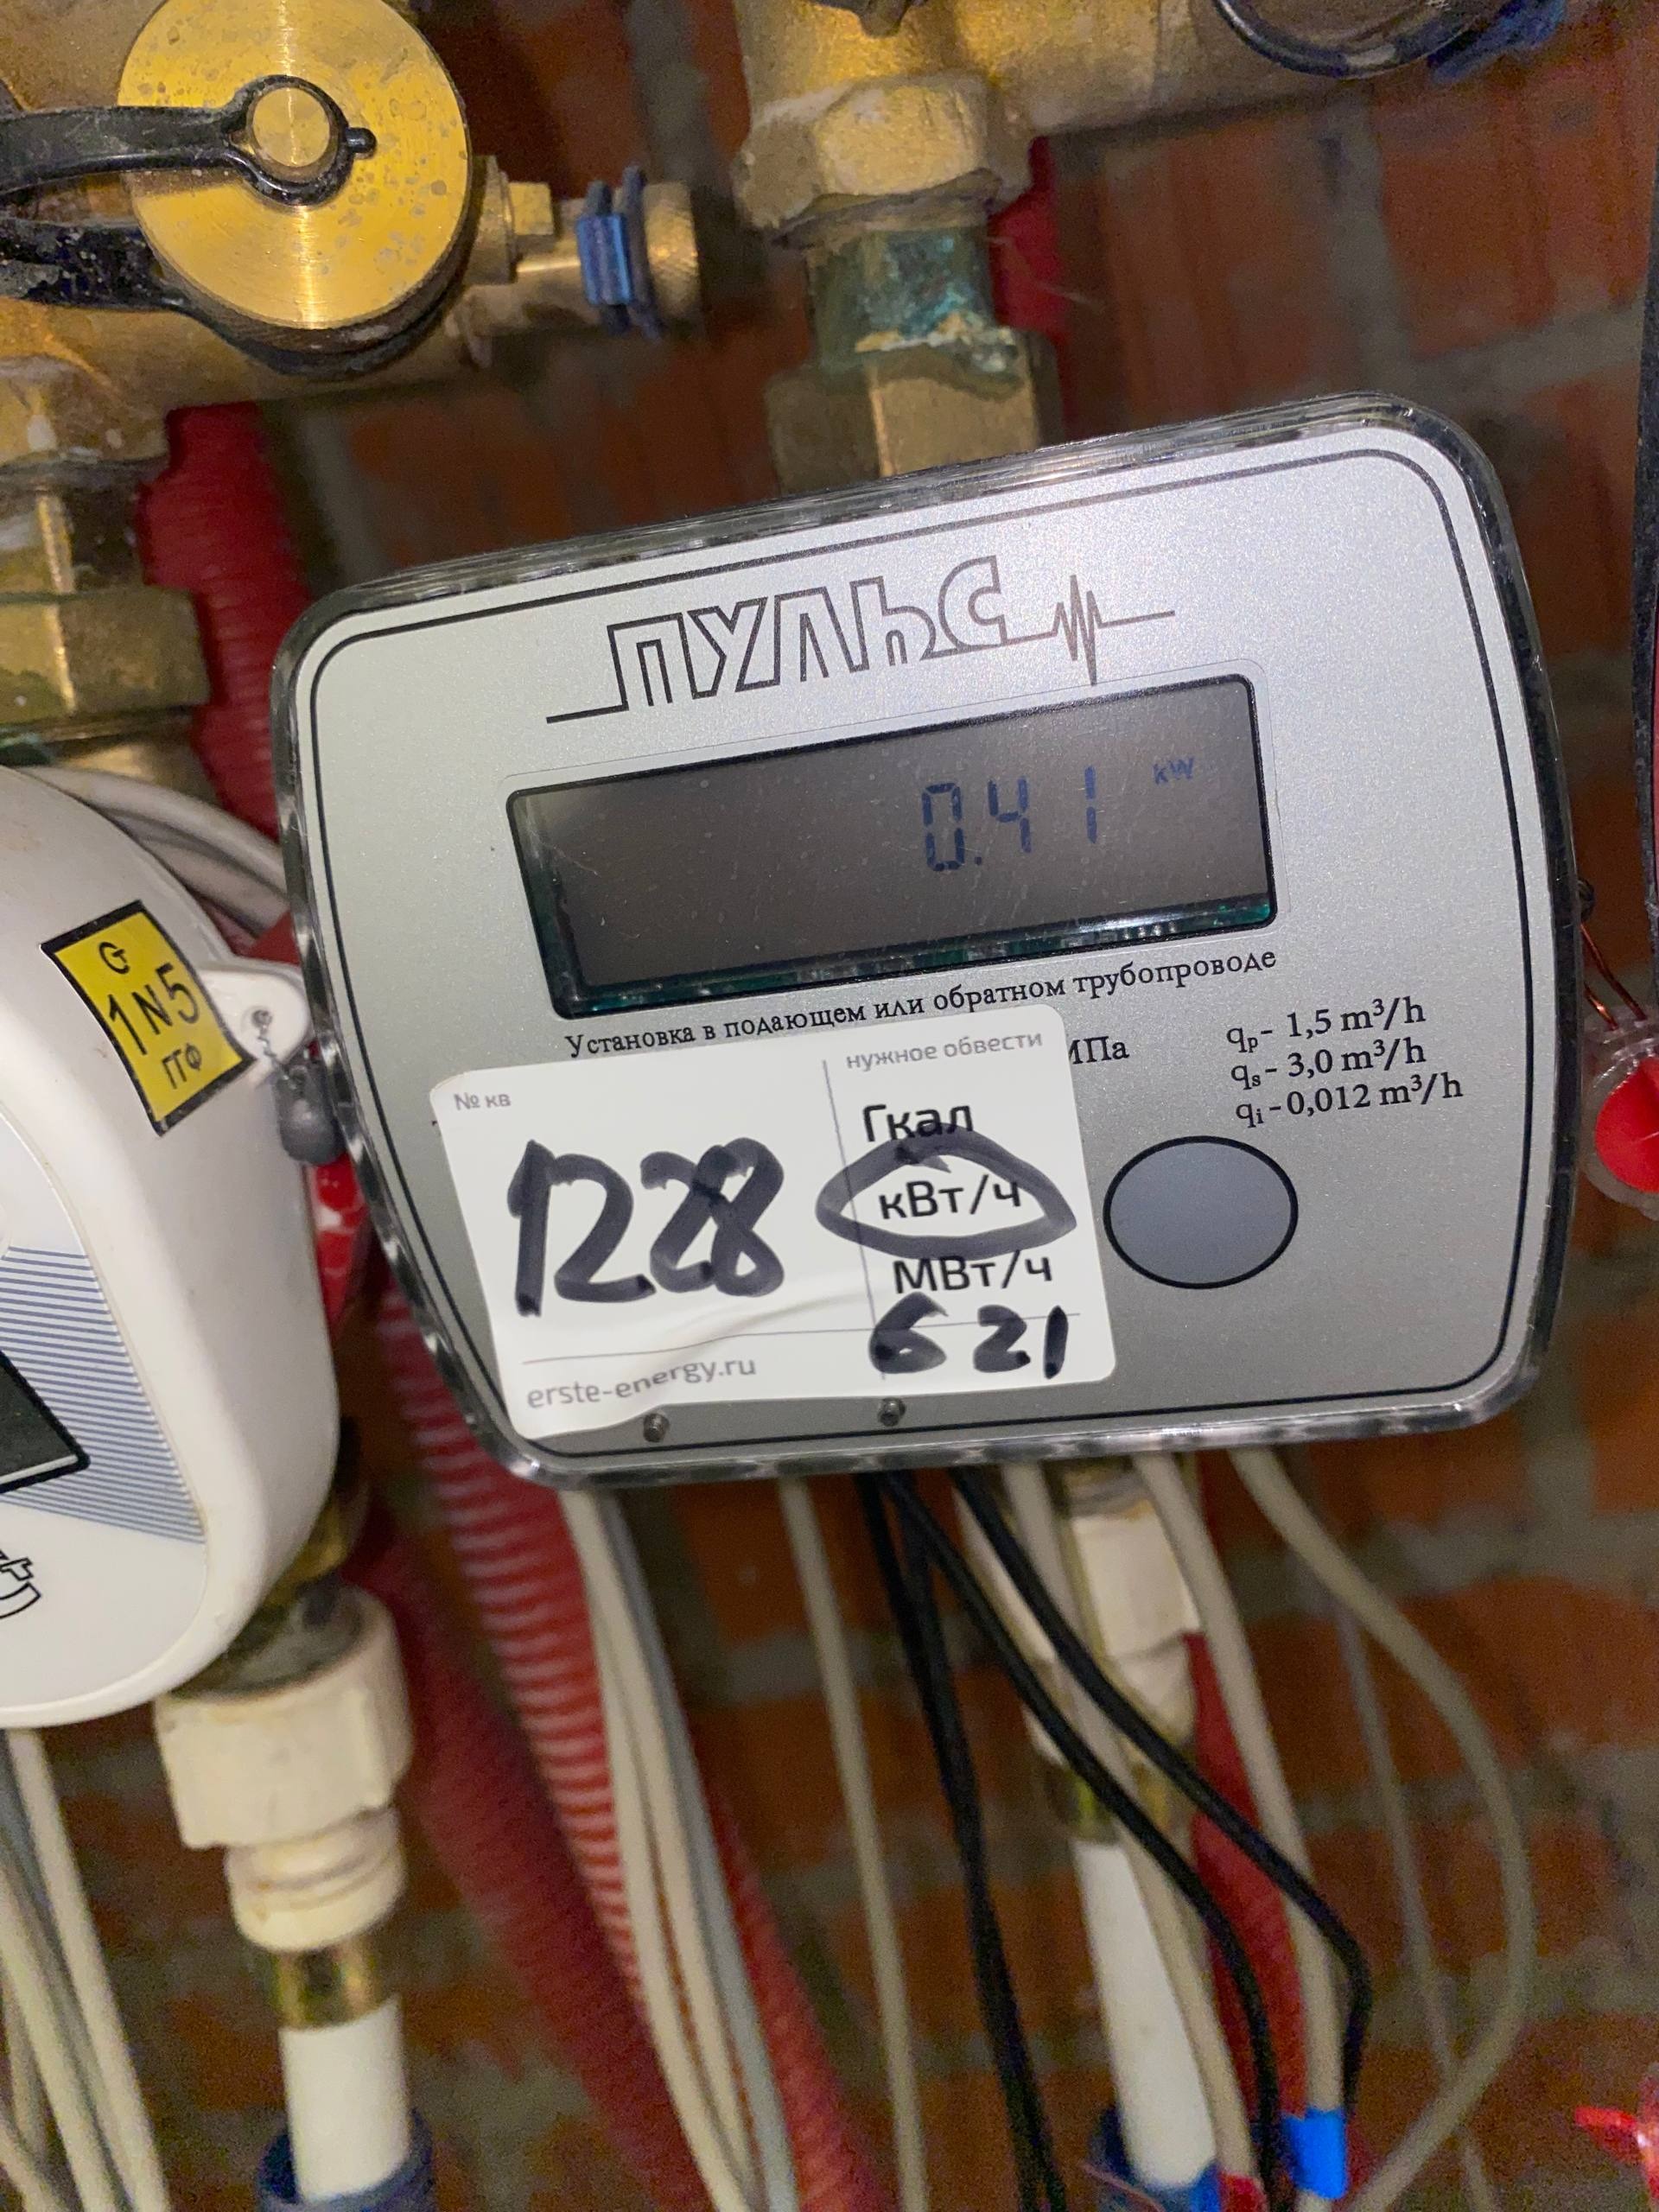 ПУЛЬС
0.41 kW
Установка в подающем или обратном трубопроводе
МПа
qp - 1,5 m³/h
qs - 3,0 m³/h
qi - 0,012 m³/h
№ кв
нужное обвести
1228
Гкал
кВт/ч
МВт/ч
621
erste-energy.ru
G
1N5
ПФ